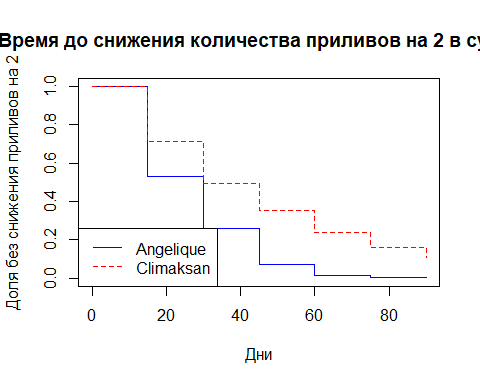 Время до снижения количества приливов на 2 в су
Доля без снижения приливов на 2
1.0
0.8
0.6
0.4
0.2
0.0
Angelique
Climaksan
0 20 40 60 80
Дни